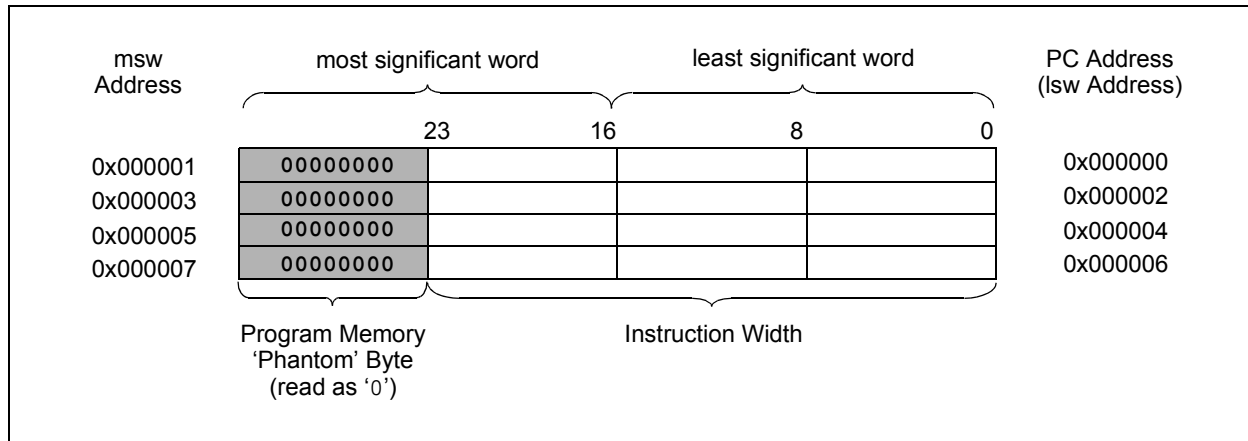 msw
Address
most significant word
least significant word
PC Address
(lsw Address)
23 16 8 0
0x000001 00000000 0x000000
0x000003 00000000 0x000002
0x000005 00000000 0x000004
0x000007 00000000 0x000006
Program Memory
‘Phantom’ Byte
(read as ‘0’)
Instruction Width